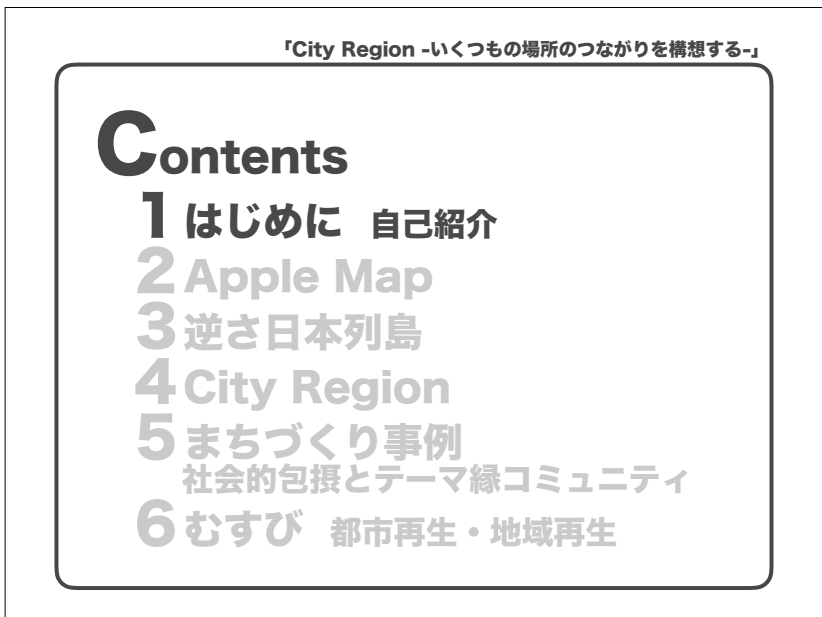 「City Region -いくつもの場所のつながりを構想する-」
Contents
1 はじめに 自己紹介
2 Apple Map
3 逆さ日本列島
4 City Region
5 まちづくり事例
社会的包摂とテーマ縁コミュニティ
6 むすび 都市再生・地域再生